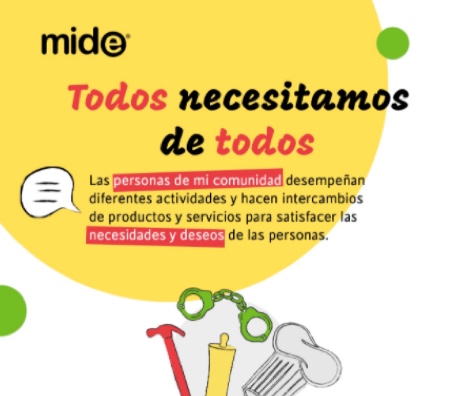 mide
Todos necesitamos
de todos
Las personas de mi comunidad desempeñan
diferentes actividades y hacen intercambios
de productos y servicios para satisfacer las
necesidades y deseos de las personas.